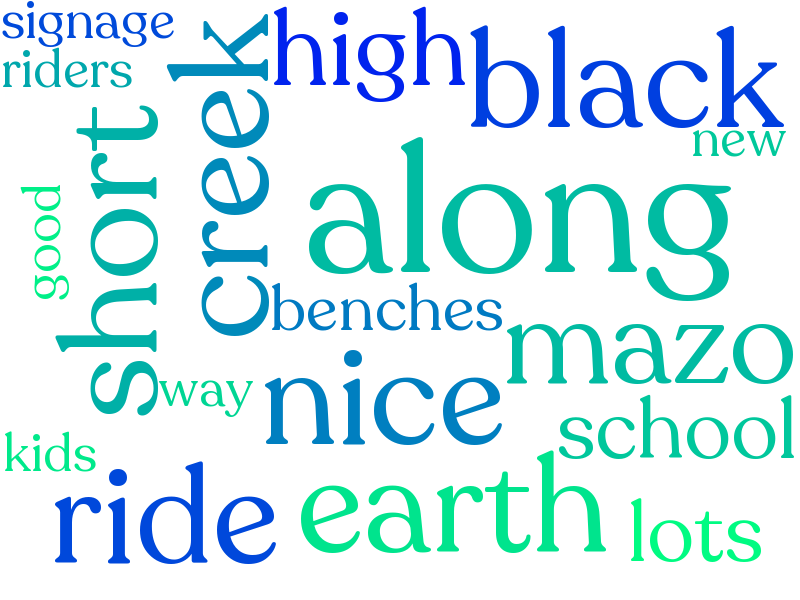 signage
riders
high
black
new
creek
short
good
along
benches
mazo
nice
way
school
kids
ride
earth
lots